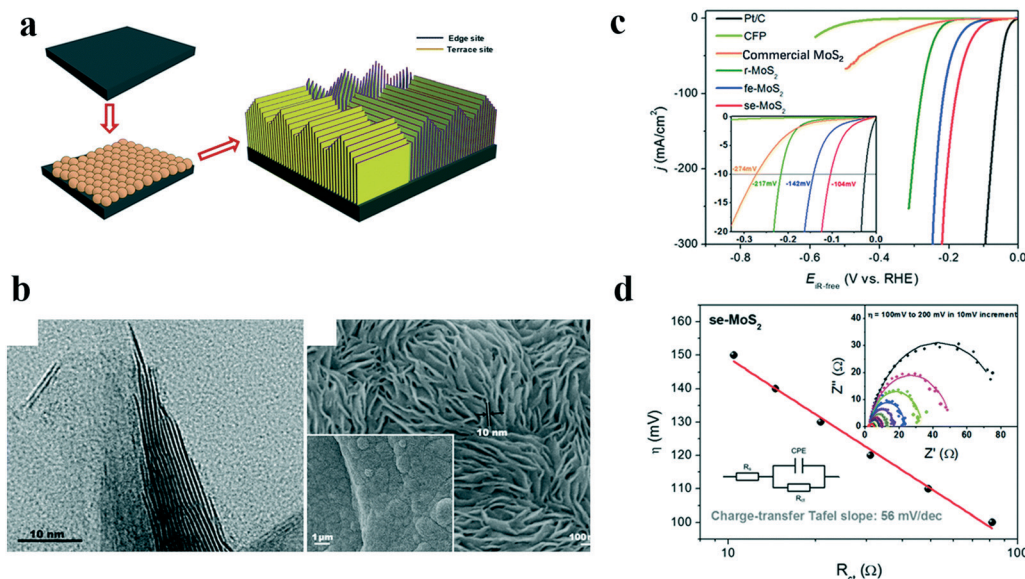 a
Edge site
Terrace site
b
10 nm
10 nm
1μm
100
c
Pt/C
CFP
Commercial MoS₂
r-MoS₂
fe-MoS₂
se-MoS₂
j (mA/cm²)
0
-100
-200
-300
-0.8
-0.6
-0.4
-0.2
0.0
E_iR-free (V vs. RHE)
0
-5
-10
-15
-20
-274mV
-217mV
-142mV
-104mV
-0.3
-0.2
-0.1
0.0
d
se-MoS₂
η (mV)
160
150
140
130
120
110
100
10
100
R (Ω)
Charge-transfer Tafel slope: 56 mV/dec
Rs
CPE
η = 100mV to 200 mV in 10mV increment
Z'' (Ω)
40
30
20
10
0
0
20
40
60
80
100
Z' (Ω)